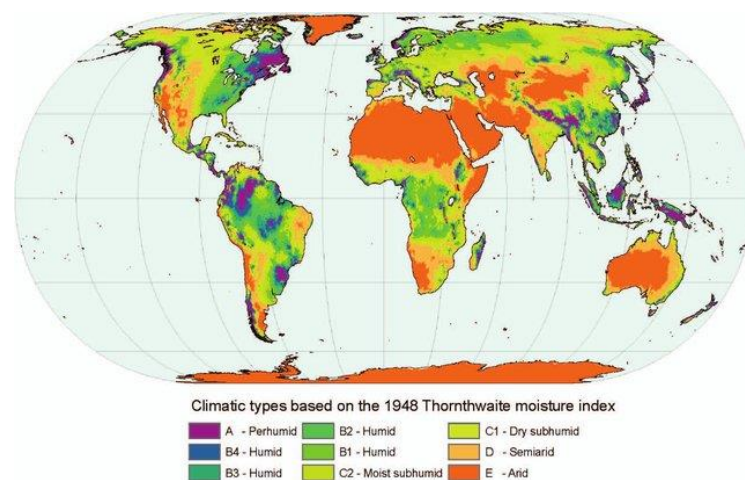 Climatic types based on the 1948 Thornthwaite moisture index
A - Perhumid B2 - Humid C1 - Dry subhumid
B4 - Humid B1 - Humid D - Semiarid
B3 - Humid C2 - Moist subhumid E - Arid